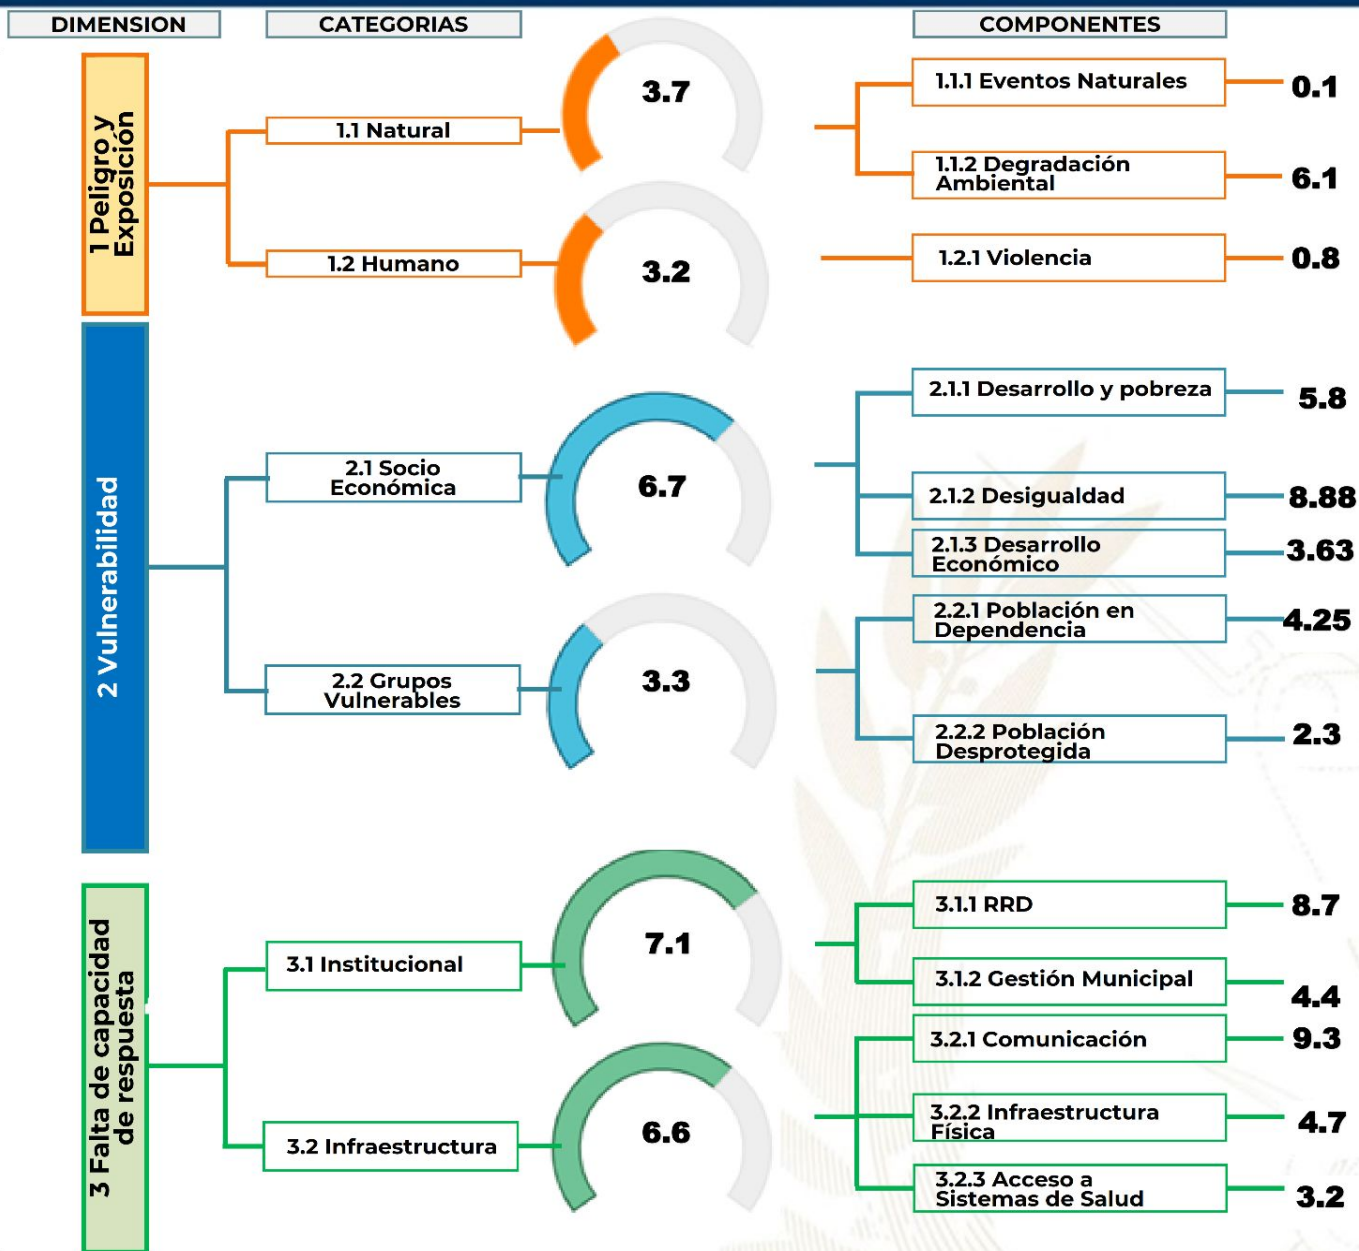 DIMENSION
CATEGORIAS
COMPONENTES
1 Peligro y
Exposición
1.1 Natural
3.7
1.1.1 Eventos Naturales
0.1
1.1.2 Degradación
Ambiental
6.1
1.2 Humano
3.2
1.2.1 Violencia
0.8
2 Vulnerabilidad
2.1 Socio
Económica
6.7
2.1.1 Desarrollo y pobreza
5.8
2.1.2 Desigualdad
8.88
2.1.3 Desarrollo
Económico
3.63
2.2 Grupos
Vulnerables
3.3
2.2.1 Población en
Dependencia
4.25
2.2.2 Población
Desprotegida
2.3
3 Falta de capacidad
de respuesta
3.1 Institucional
7.1
3.1.1 RRD
8.7
3.1.2 Gestión Municipal
4.4
3.2 Infraestructura
6.6
3.2.1 Comunicación
9.3
3.2.2 Infraestructura
Física
4.7
3.2.3 Acceso a
Sistemas de Salud
3.2